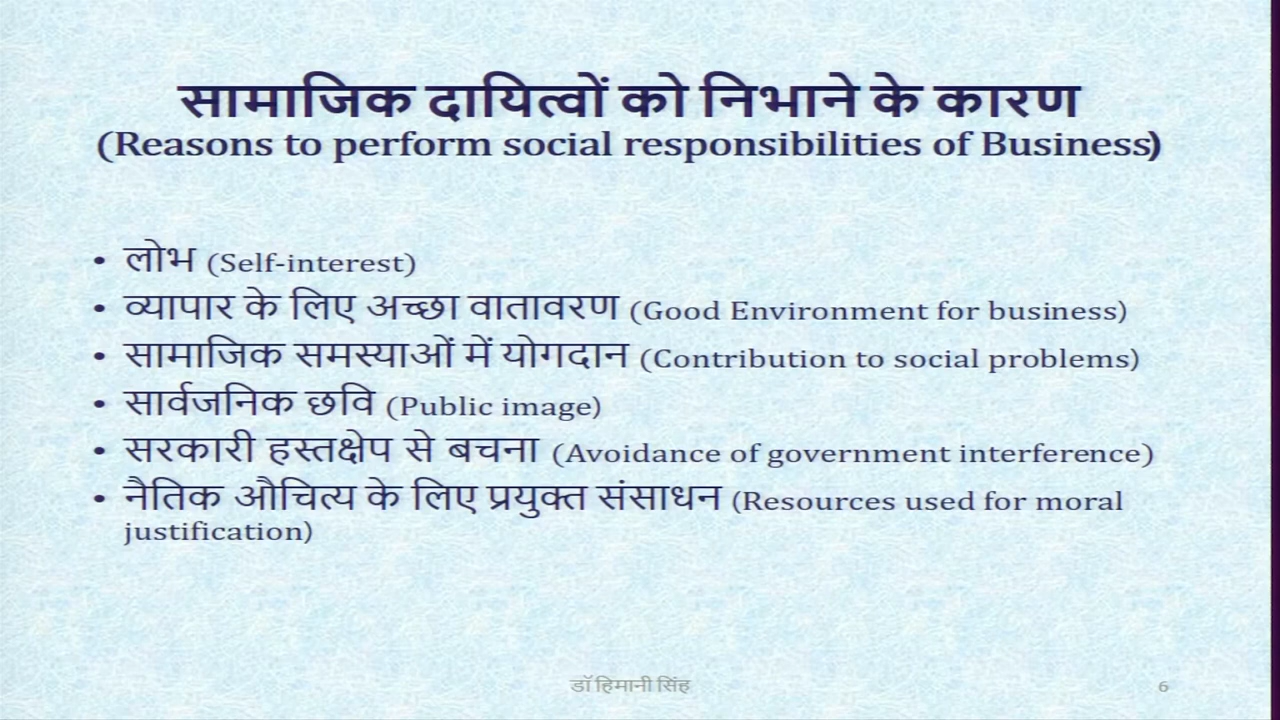 सामाजिक दायित्वों को निभाने के कारण
(Reasons to perform social responsibilities of Business)
• लोभ (Self-interest)
• व्यापार के लिए अच्छा वातावरण (Good Environment for business)
• सामाजिक समस्याओं में योगदान (Contribution to social problems)
• सार्वजनिक छवि (Public image)
• सरकारी हस्तक्षेप से बचना (Avoidance of government interference)
• नैतिक औचित्य के लिए प्रयुक्त संसाधन (Resources used for moral
justification)
डॉ हिमानी सिंह
6